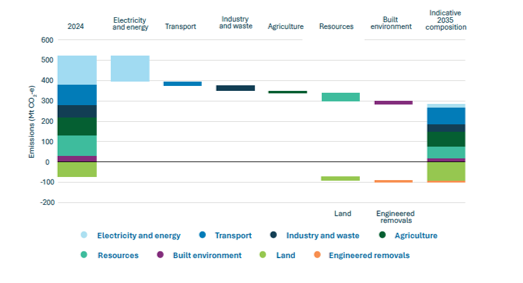 2024
Electricity and energy
Transport
Industry and waste
Agriculture
Resources
Built environment
Indicative 2035 composition
Emissions (Mt CO2-e)
600
500
400
300
200
100
0
-100
-200
Land
Engineered removals
Electricity and energy
Transport
Industry and waste
Agriculture
Resources
Built environment
Land
Engineered removals